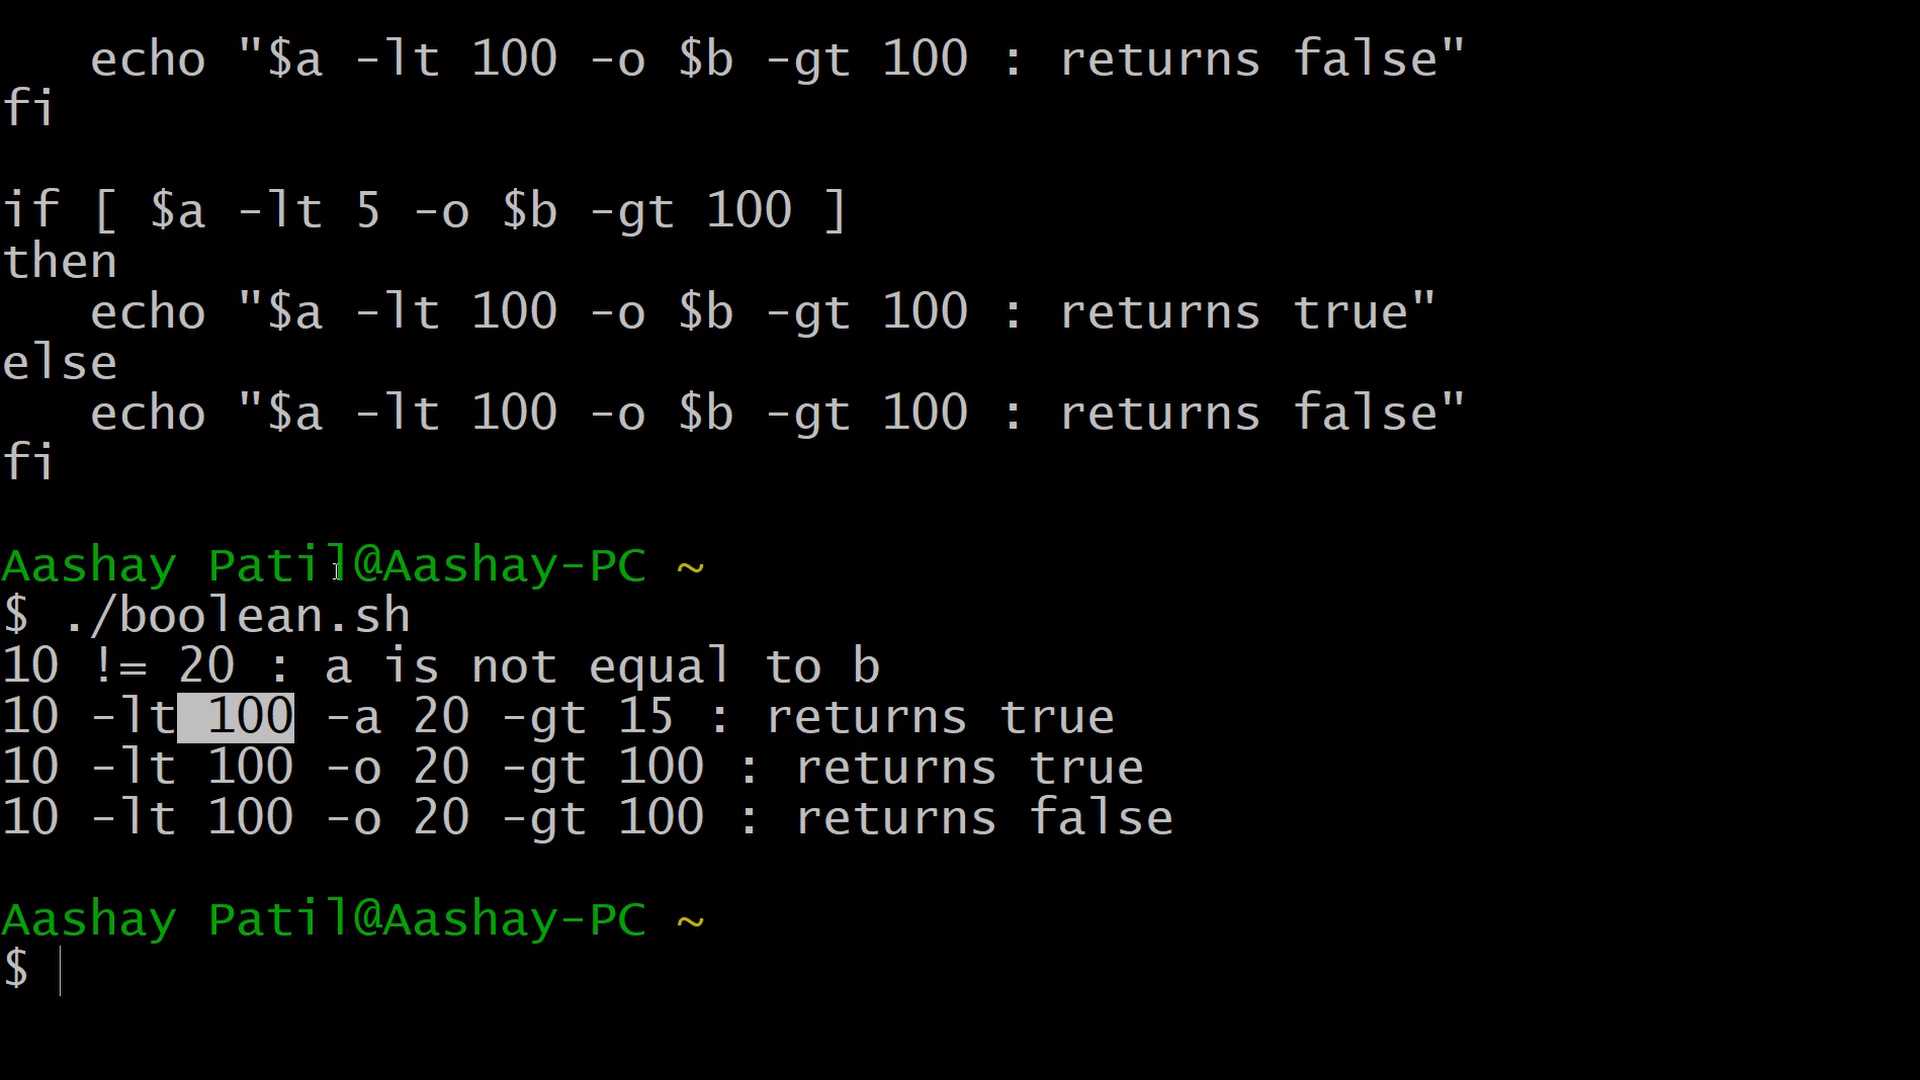 echo "$a -lt 100 -o $b -gt 100 : returns false"
fi
if [ $a -lt 5 -o $b -gt 100 ]
then
echo "$a -lt 100 -o $b -gt 100 : returns true"
else
echo "$a -lt 100 -o $b -gt 100 : returns false"
fi
Aashay Patil@Aashay-PC ~
$ ./boolean.sh
10 != 20 : a is not equal to b
10 -lt 100 -a 20 -gt 15 : returns true
10 -lt 100 -o 20 -gt 100 : returns true
10 -lt 100 -o 20 -gt 100 : returns false
Aashay Patil@Aashay-PC ~
$